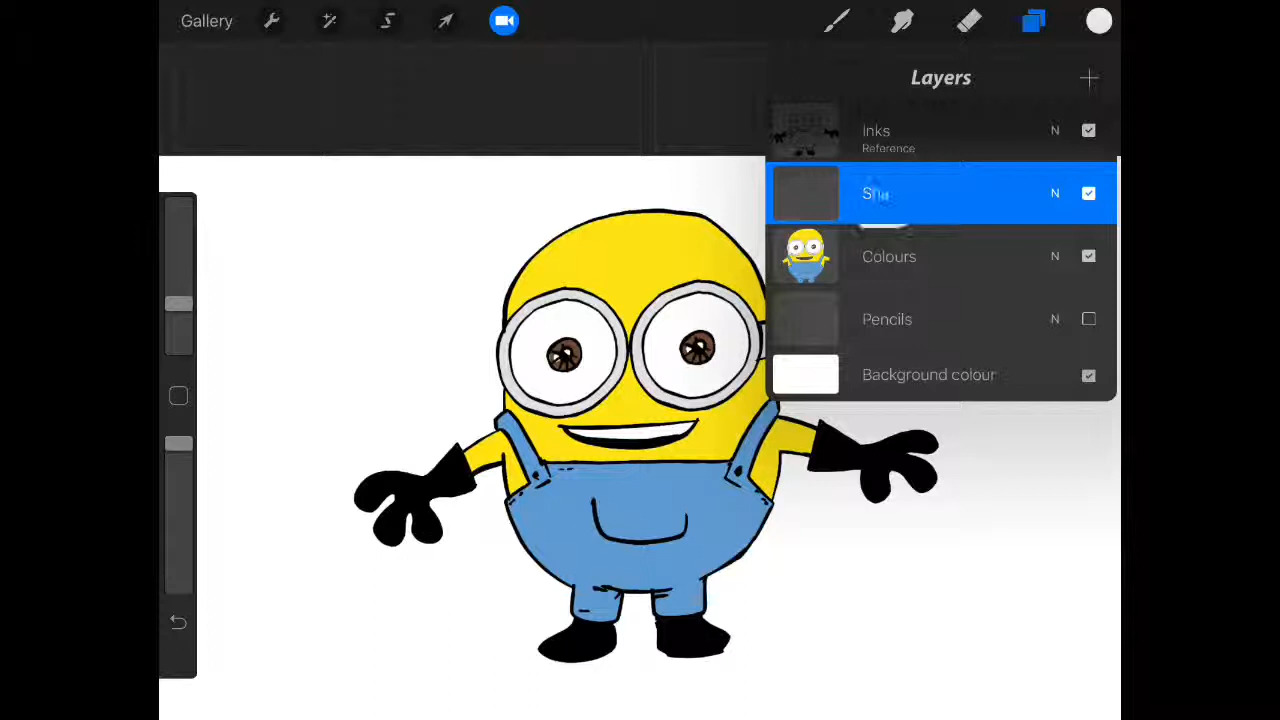 Gallery
Layers
Inks N
Reference
N
Colours N
Pencils N
Background colour